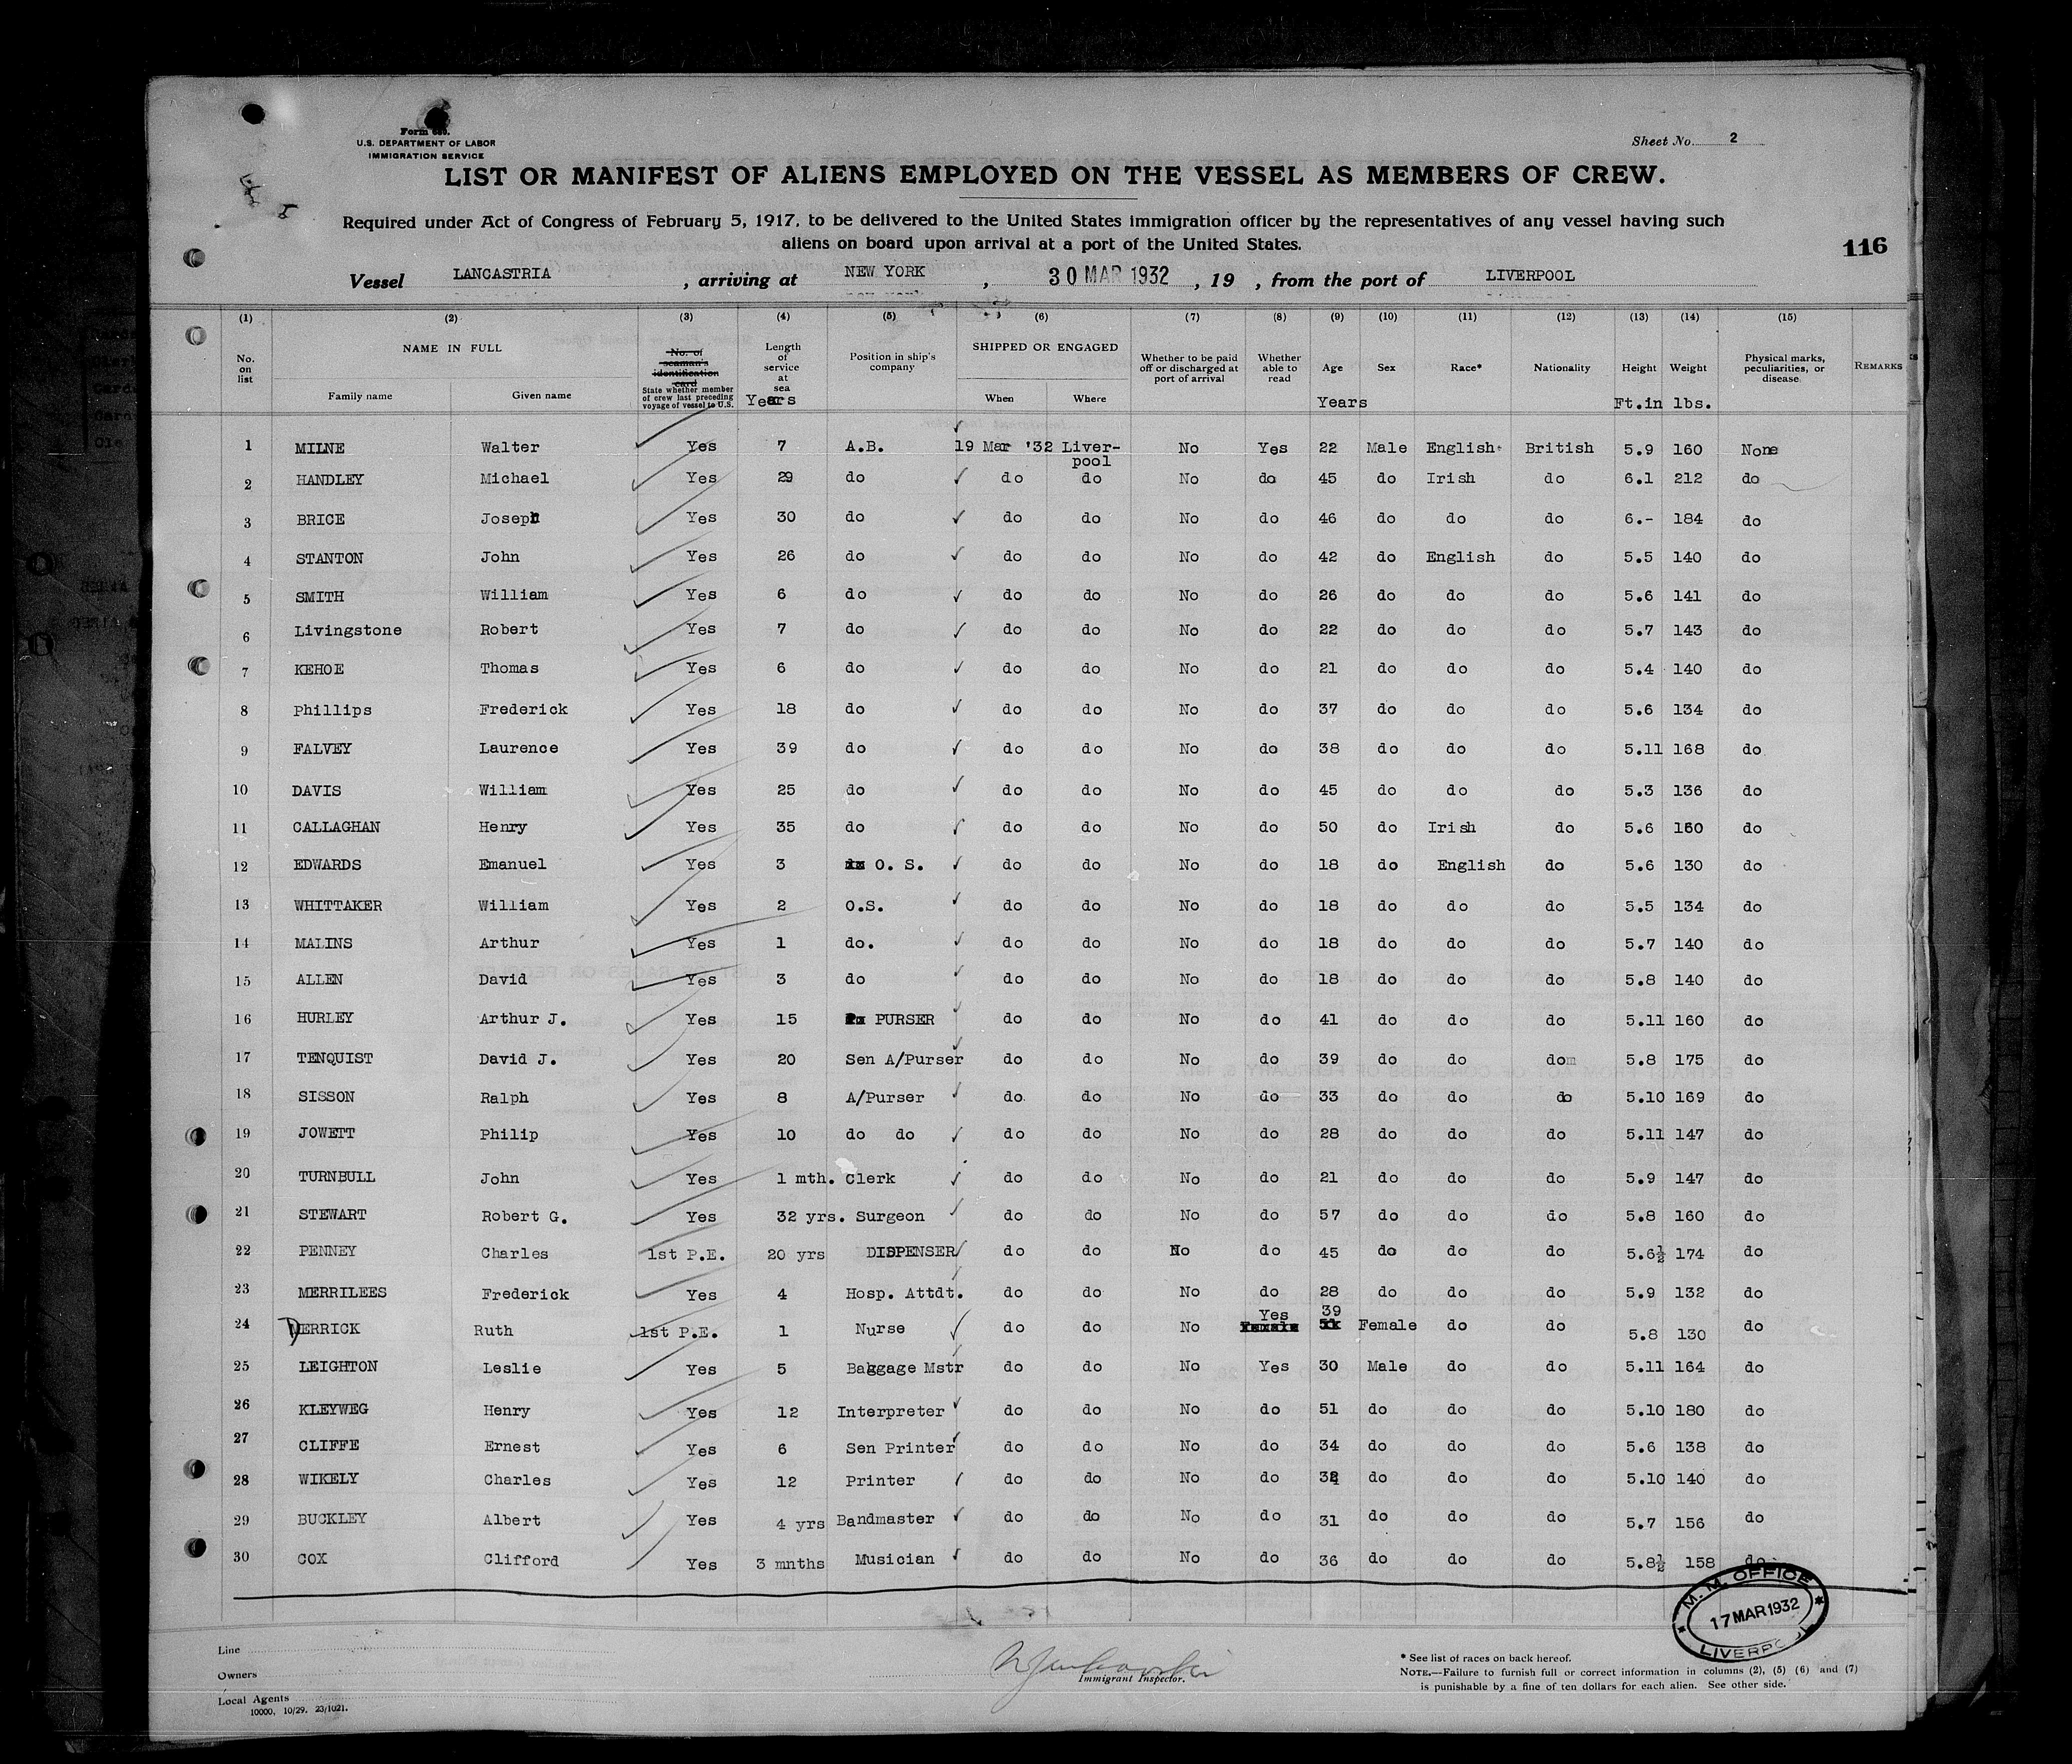 Form 680.
U.S. DEPARTMENT OF LABOR
IMMIGRATION SERVICE
Sheet No. 2
LIST OR MANIFEST OF ALIENS EMPLOYED ON THE VESSEL AS MEMBERS OF CREW.
Required under Act of Congress of February 5, 1917, to be delivered to the United States immigration officer by the representatives of any vessel having such
aliens on board upon arrival at a port of the United States.
116
Vessel LANCASTRIA , arriving at NEW YORK , 30 MAR 1932 , 19 , from the port of LIVERPOOL
(1) (2) (3) (4) (5) (6) (7) (8) (9) (10) (11) (12) (13) (14) (15)
No. on list NAME IN FULL Family name Given name No. of seaman's identification card State whether member of crew last preceding voyage of vessel to U.S. Length of service at sea Years Position in ship's company SHIPPED OR ENGAGED When Where Whether to be paid off or discharged at port of arrival Whether able to read Age Years Sex Race* Nationality Height Ft.in Weight lbs. Physical marks, peculiarities, or disease REMARKS
1 MILNE Walter Yes 7 A.B. 19 Mar '32 Liver-pool No Yes 22 Male English British 5.9 160 None
2 HANDLEY Michael Yes 29 do do do No do 45 do Irish do 6.1 212 do
3 BRICE Joseph Yes 30 do do do No do 46 do do do 6.- 184 do
4 STANTON John Yes 26 do do do No do 42 do English do 5.5 140 do
5 SMITH William Yes 6 do do do No do 26 do do do 5.6 141 do
6 Livingstone Robert Yes 7 do do do No do 22 do do do 5.7 143 do
7 KEHOE Thomas Yes 6 do do do No do 21 do do do 5.4 140 do
8 Phillips Frederick Yes 18 do do do No do 37 do do do 5.6 134 do
9 FALVEY Laurence Yes 39 do do do No do 38 do do do 5.11 168 do
10 DAVIS William Yes 25 do do do No do 45 do do do 5.3 136 do
11 CALLAGHAN Henry Yes 35 do do do No do 50 do Irish do 5.6 160 do
12 EDWARDS Emanuel Yes 3 O. S. do do No do 18 do English do 5.6 130 do
13 WHITTAKER William Yes 2 O.S. do do No do 18 do do do 5.5 134 do
14 MALINS Arthur Yes 1 do. do do No do 18 do do do 5.7 140 do
15 ALLEN David Yes 3 do do do No do 18 do do do 5.8 140 do
16 HURLEY Arthur J. Yes 15 PURSER do do No do 41 do do do 5.11 160 do
17 TENQUIST David J. Yes 20 Sen A/Purser do do No do 39 do do do 5.8 175 do
18 SISSON Ralph Yes 8 A/Purser do do No do 33 do do do 5.10 169 do
19 JOWETT Philip Yes 10 do do do do No do 28 do do do 5.11 147 do
20 TURNBULL John Yes 1 mth. Clerk do do No do 21 do do do 5.9 147 do
21 STEWART Robert G. Yes 32 yrs. Surgeon do do No do 57 do do do 5.8 160 do
22 PENNEY Charles 1st P.E. 20 yrs DISPENSER do do No do 45 do do do 5.6½ 174 do
23 MERRILEES Frederick Yes 4 Hosp. Attdt. do do No do 28 do do do 5.9 132 do
24 DERRICK Ruth 1st P.E. 1 Nurse do do No Yes 39 Female do do 5.8 130 do
25 LEIGHTON Leslie Yes 5 Baggage Mstr do do No Yes 30 Male do do 5.11 164 do
26 KLEYWEG Henry Yes 12 Interpreter do do No do 51 do do do 5.10 180 do
27 CLIFFE Ernest Yes 6 Sen Printer do do No do 34 do do do 5.6 138 do
28 WIKELY Charles Yes 12 Printer do do No do do do do 5.10 140 do
29 BUCKLEY Albert Yes 4 yrs Bandmaster do do No do 31 do do do 5.7 156 do
30 COX Clifford Yes 3 mnths Musician do do No do 36 do do do 5.8½ 158 do
M. M. OFFICE
17 MAR 1932
LIVERPOOL
Line
Owners
Local Agents
10000, 10/29. 23/1021.
Immigrant Inspector.
* See list of races on back hereof.
NOTE.—Failure to furnish full or correct information in columns (2), (5) (6) and (7)
is punishable by a fine of ten dollars for each alien. See other side.